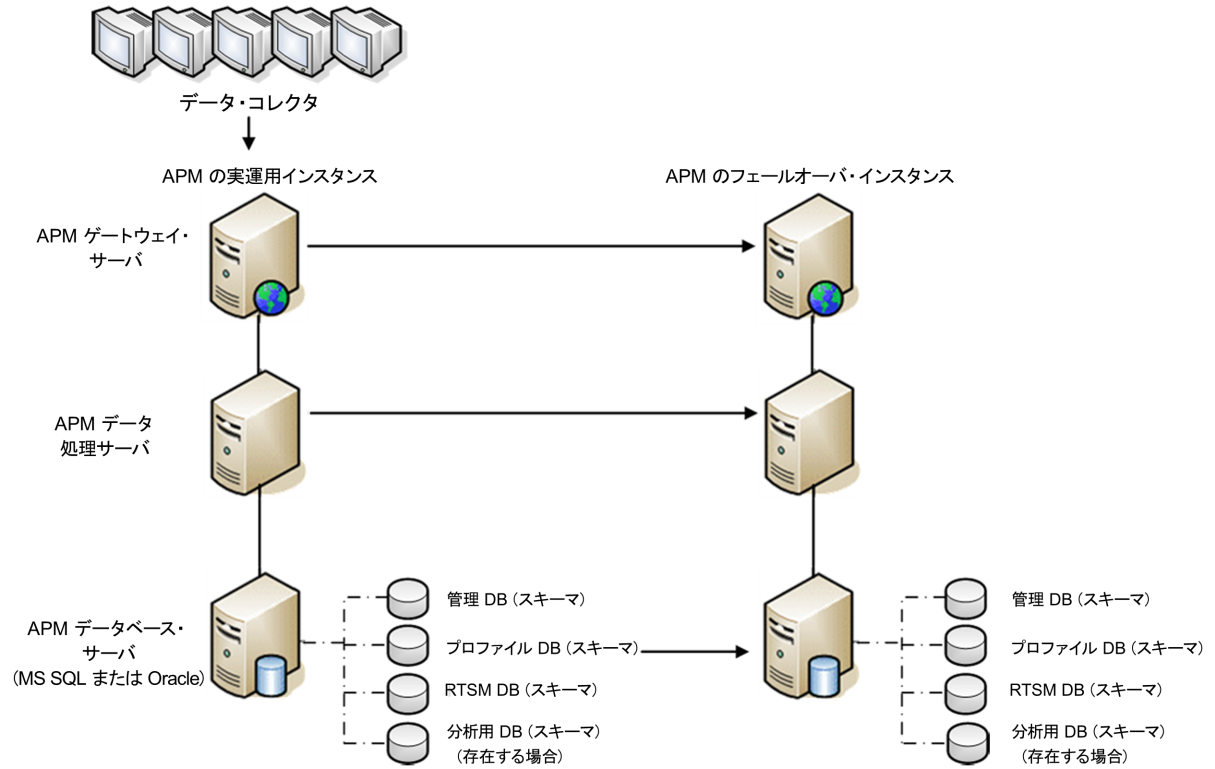 データ・コレクタ
APM の実運用インスタンス
APM のフェールオーバ・インスタンス
APM ゲートウェイ・
サーバ
APM データ
処理サーバ
APM データベース・
サーバ
(MS SQL または Oracle)
管理 DB (スキーマ)
プロファイル DB (スキーマ)
RTSM DB (スキーマ)
分析用 DB (スキーマ)
(存在する場合)
管理 DB (スキーマ)
プロファイル DB (スキーマ)
RTSM DB (スキーマ)
分析用 DB (スキーマ)
(存在する場合)